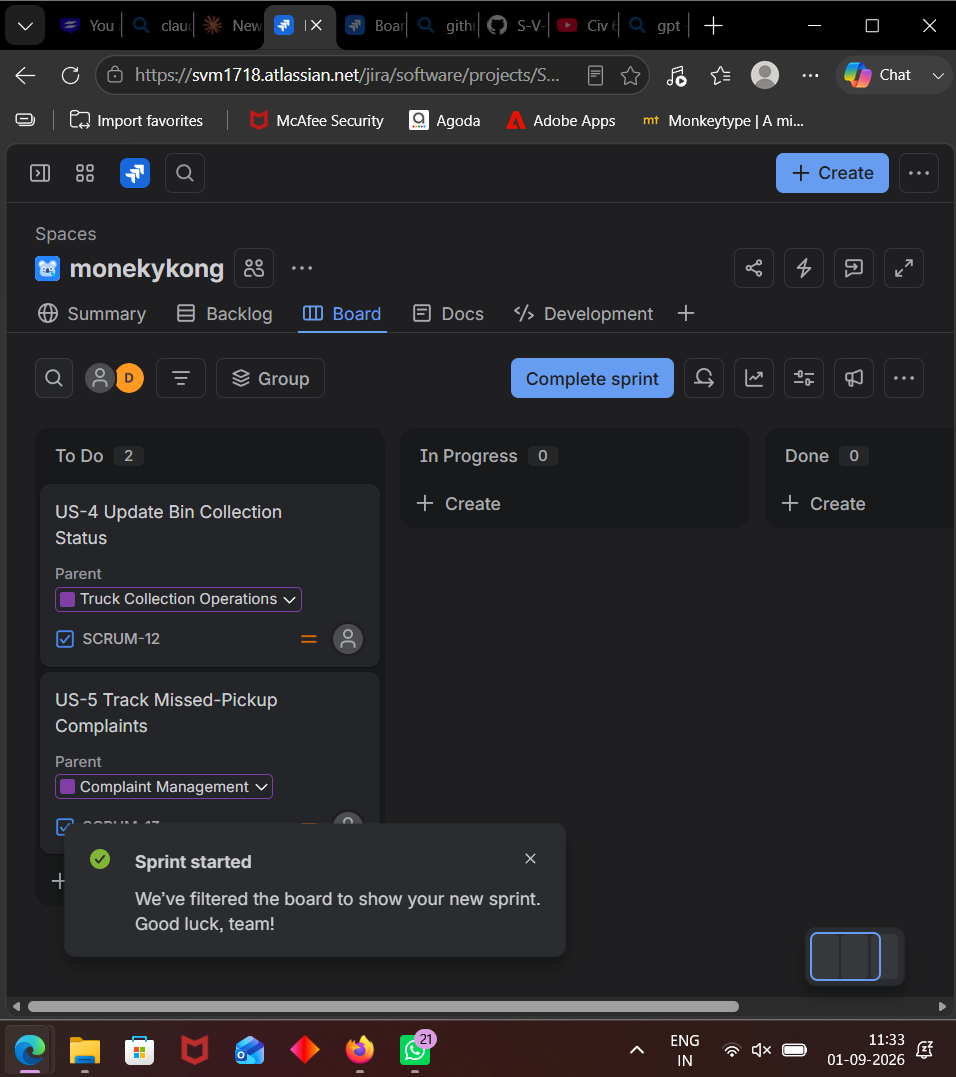 You
clau
New
Boar
gith
S-V-
Civ 6
gpt
https://svm1718.atlassian.net/jira/software/projects/S...
Chat
Import favorites
McAfee Security
Agoda
Adobe Apps
mt Monkeytype | A mi...
+ Create
Spaces
monekykong
Summary
Backlog
Board
Docs
Development
D
Group
Complete sprint
To Do 2
In Progress 0
Done 0
US-4 Update Bin Collection
Status
Parent
Truck Collection Operations
SCRUM-12
+ Create
+ Create
US-5 Track Missed-Pickup
Complaints
Parent
Complaint Management
Sprint started
We've filtered the board to show your new sprint.
Good luck, team!
21
ENG
IN
11:33
01-09-2026